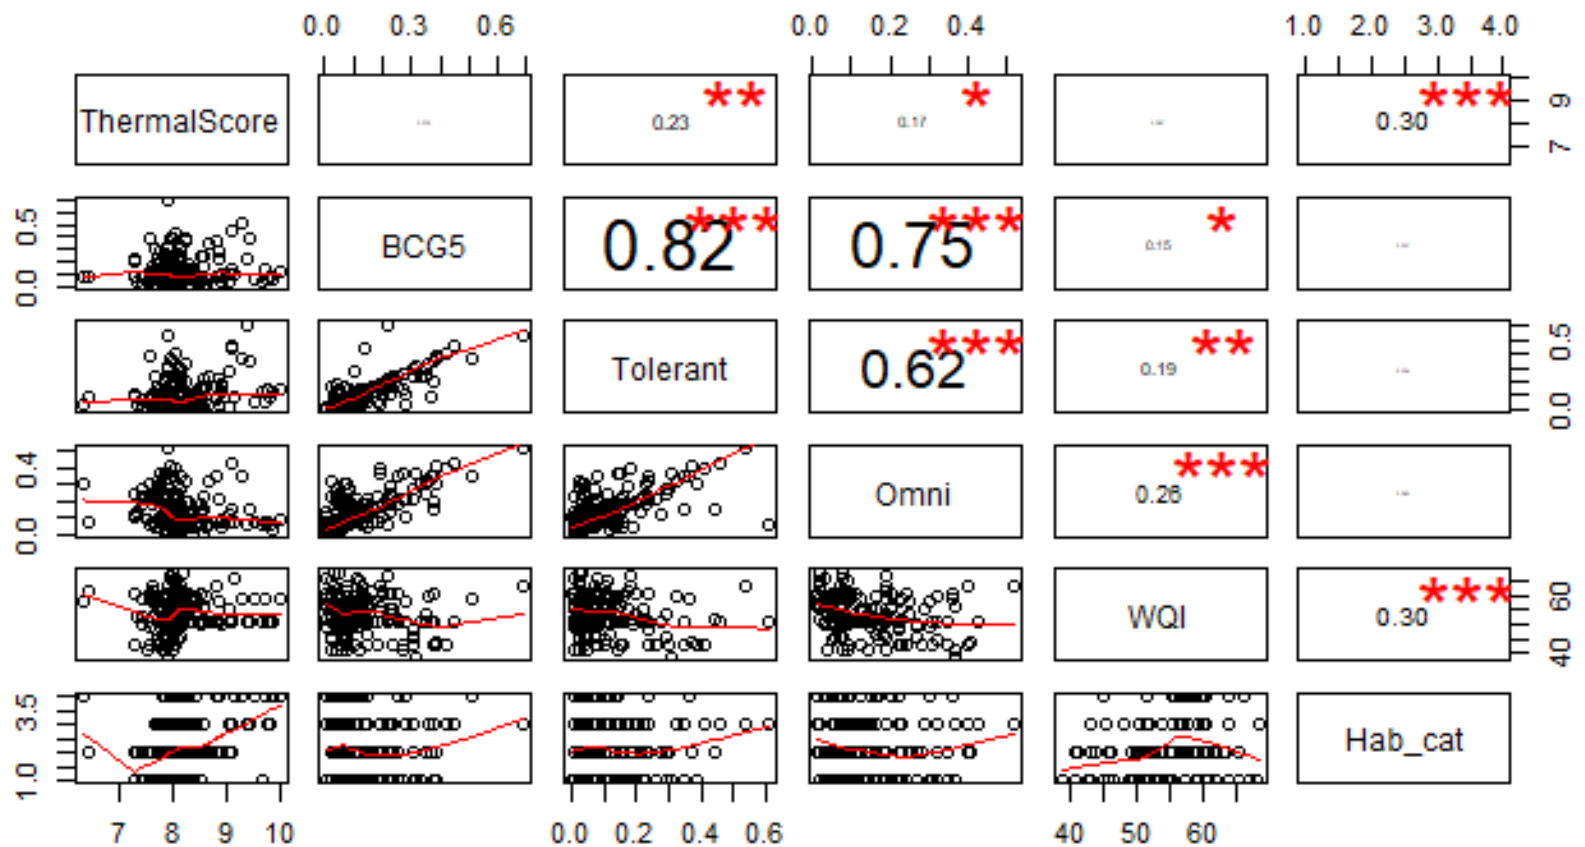 0.0 0.3 0.6 0.0 0.2 0.4 1.0 2.0 3.0 4.0
ThermalScore 0.23 ** 0.17 * 0.30 *** 7 9
0.0 0.5 BCG5 0.82 *** 0.75 *** 0.15 *
Tolerant 0.62 *** 0.19 ** 0.0 0.5
0.0 0.4 Omni 0.26 ***
WQI 0.30 *** 40 60
1.0 3.5 Hab_cat
7 8 9 10 0.0 0.2 0.4 0.6 40 50 60